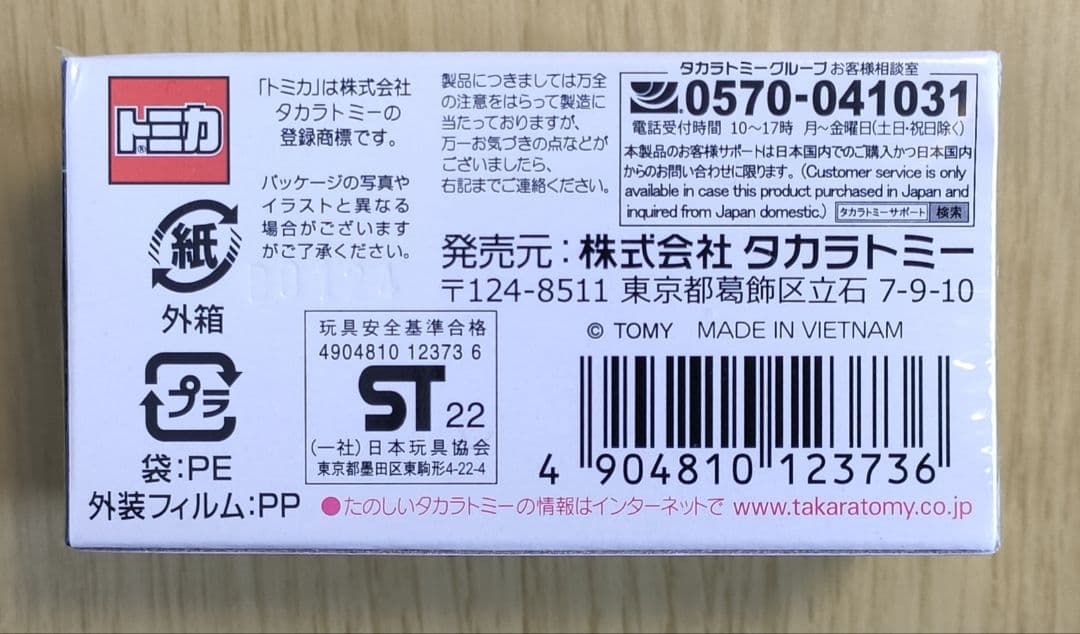 トミカ®
「トミカ」は株式会社
タカラトミーの
登録商標です。
パッケージの写真や
イラストと異なる
場合がございます
がご了承ください。
製品につきましては万全
の注意をはらって製造に
当たっておりますが、
万一お気づきの点などが
ございましたら、
右記までご連絡ください。
タカラトミーグループお客様相談室
0570-041031
電話受付時間 10〜17時 月〜金曜日(土日・祝日除く)
本製品のお客様サポートは日本国内でのご購入かつ日本国内
からのお問い合わせに限ります。(Customer service is only
available in case this product purchased in Japan and
inquired from Japan domestic.) タカラトミーサポート 検索
発売元：株式会社 タカラトミー
〒124-8511 東京都葛飾区立石 7-9-10
© TOMY MADE IN VIETNAM
紙
外箱
プラ
袋：PE
外装フィルム：PP
玩具安全基準合格
4904810 12373 6
ST 22
(一社)日本玩具協会
東京都墨田区東駒形4-22-4
4 904810 123736
●たのしいタカラトミーの情報はインターネットで www.takaratomy.co.jp